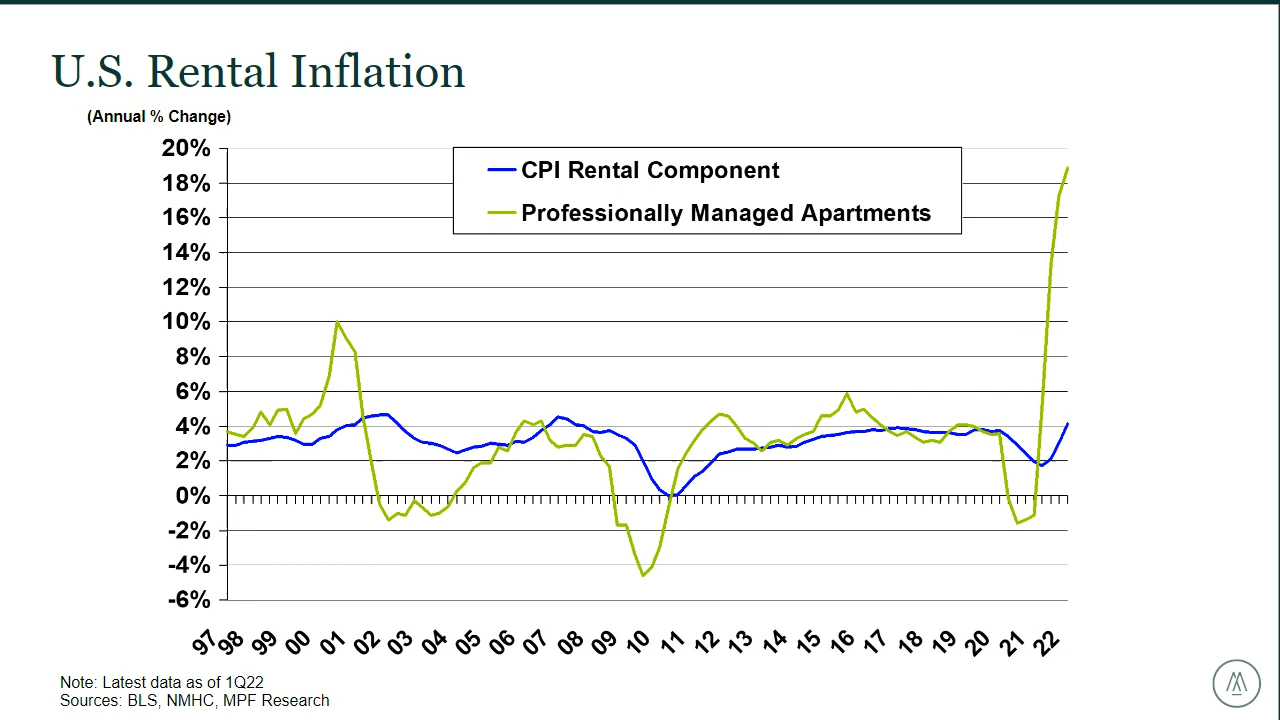 U.S. Rental Inflation
(Annual % Change)
CPI Rental Component
Professionally Managed Apartments
20%
18%
16%
14%
12%
10%
8%
6%
4%
2%
0%
-2%
-4%
-6%
97 98 99 00 01 02 03 04 05 06 07 08 09 10 11 12 13 14 15 16 17 18 19 20 21 22
Note: Latest data as of 1Q22
Sources: BLS, NMHC, MPF Research